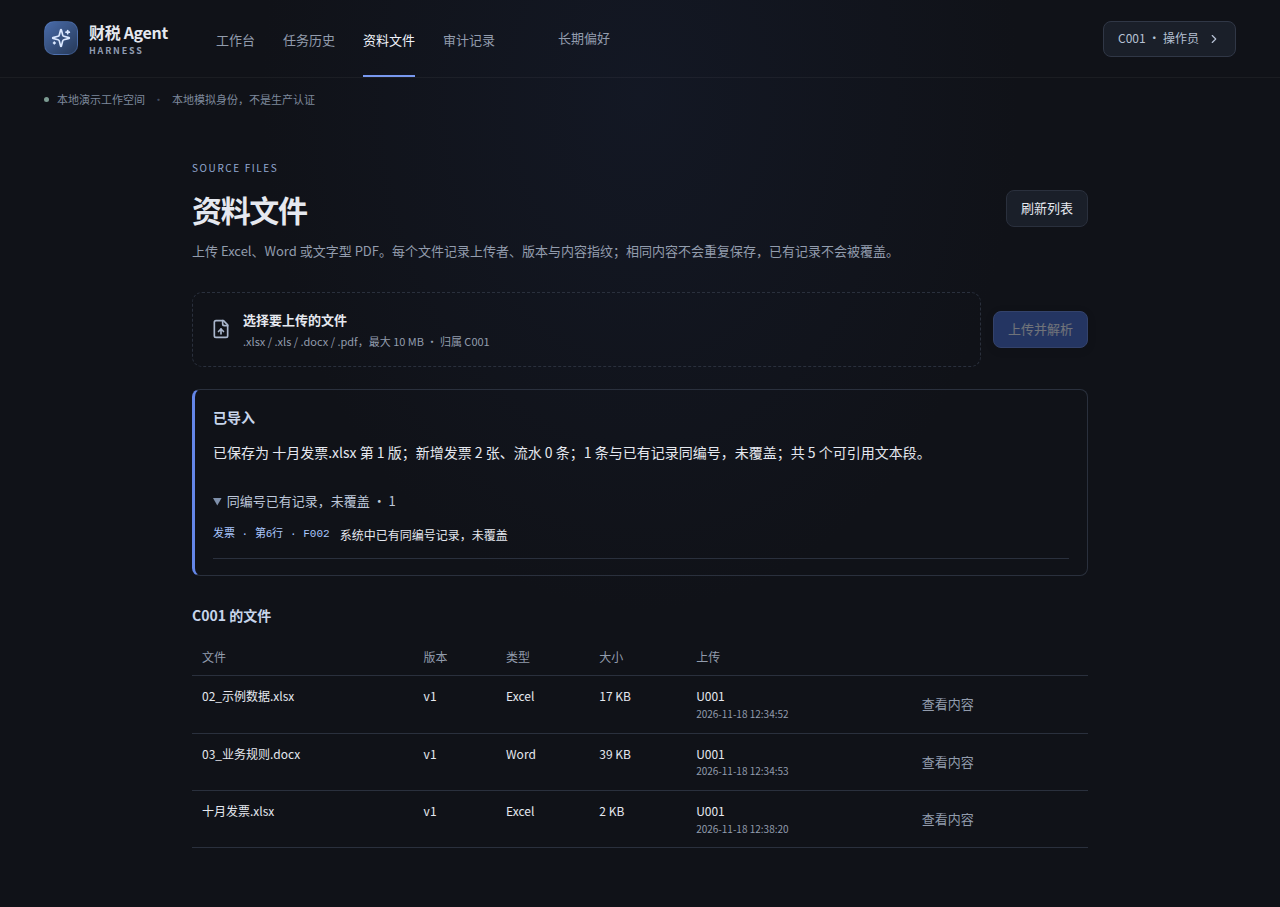 财税 Agent
HARNESS
工作台 任务历史 资料文件 审计记录 长期偏好
C001 · 操作员
本地演示工作空间 · 本地模拟身份，不是生产认证
SOURCE FILES
资料文件
刷新列表
上传 Excel、Word 或文字型 PDF。每个文件记录上传者、版本与内容指纹；相同内容不会重复保存，已有记录不会被覆盖。
选择要上传的文件
.xlsx / .xls / .docx / .pdf，最大 10 MB · 归属 C001
上传并解析
已导入
已保存为 十月发票.xlsx 第 1 版；新增发票 2 张、流水 0 条；1 条与已有记录同编号，未覆盖；共 5 个可引用文本段。
同编号已有记录，未覆盖 · 1
发票 · 第6行 · F002 系统中已有同编号记录，未覆盖
C001 的文件
文件 版本 类型 大小 上传
02_示例数据.xlsx v1 Excel 17 KB U001 查看内容
2026-11-18 12:34:52
03_业务规则.docx v1 Word 39 KB U001 查看内容
2026-11-18 12:34:53
十月发票.xlsx v1 Excel 2 KB U001 查看内容
2026-11-18 12:38:20